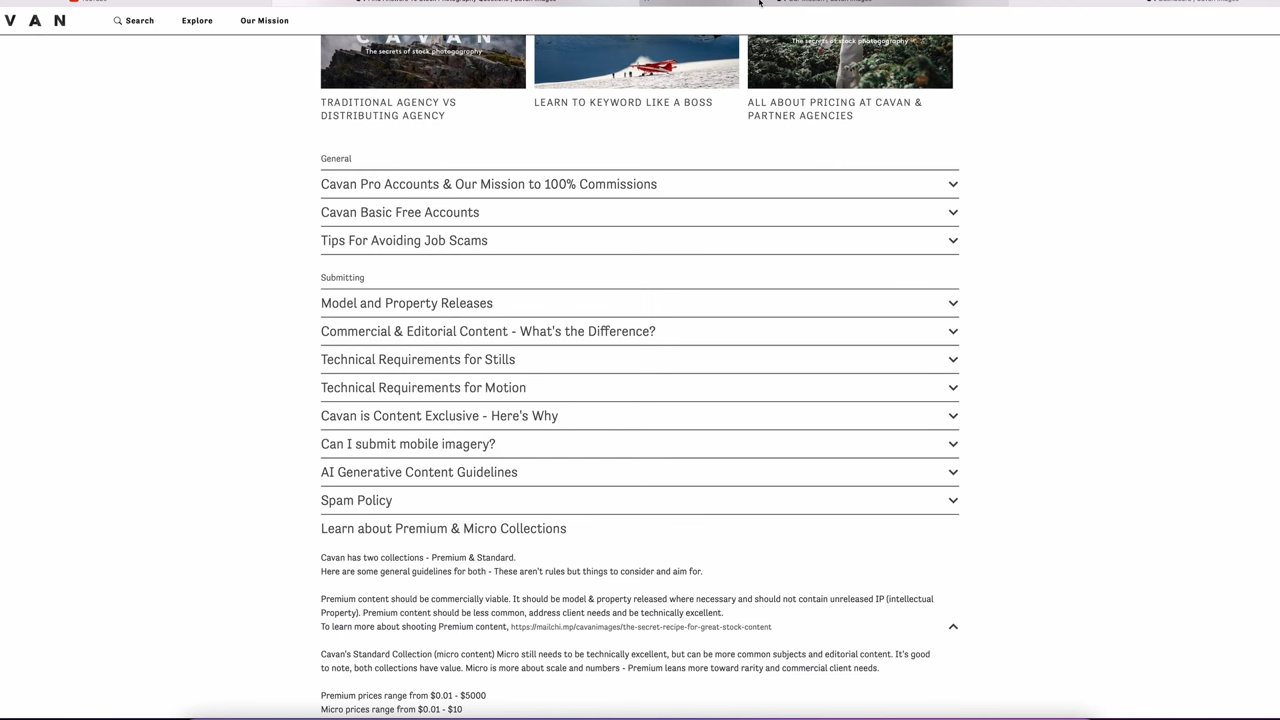 VAN
Search
Explore
Our Mission
CAVAN
The secrets of stock photogography
The secrets of stock photogography
TRADITIONAL AGENCY VS
DISTRIBUTING AGENCY
LEARN TO KEYWORD LIKE A BOSS
ALL ABOUT PRICING AT CAVAN &
PARTNER AGENCIES
General
Cavan Pro Accounts & Our Mission to 100% Commissions
Cavan Basic Free Accounts
Tips For Avoiding Job Scams
Submitting
Model and Property Releases
Commercial & Editorial Content - What's the Difference?
Technical Requirements for Stills
Technical Requirements for Motion
Cavan is Content Exclusive - Here's Why
Can I submit mobile imagery?
AI Generative Content Guidelines
Spam Policy
Learn about Premium & Micro Collections
Cavan has two collections - Premium & Standard.
Here are some general guidelines for both - These aren't rules but things to consider and aim for.
Premium content should be commercially viable. It should be model & property released where necessary and should not contain unreleased IP (intellectual
Property). Premium content should be less common, address client needs and be technically excellent.
To learn more about shooting Premium content, https://mailchi.mp/cavanimages/the-secret-recipe-for-great-stock-content
Cavan's Standard Collection (micro content) Micro still needs to be technically excellent, but can be more common subjects and editorial content. It's good
to note, both collections have value. Micro is more about scale and numbers - Premium leans more toward rarity and commercial client needs.
Premium prices range from $0.01 - $5000
Micro prices range from $0.01 - $10